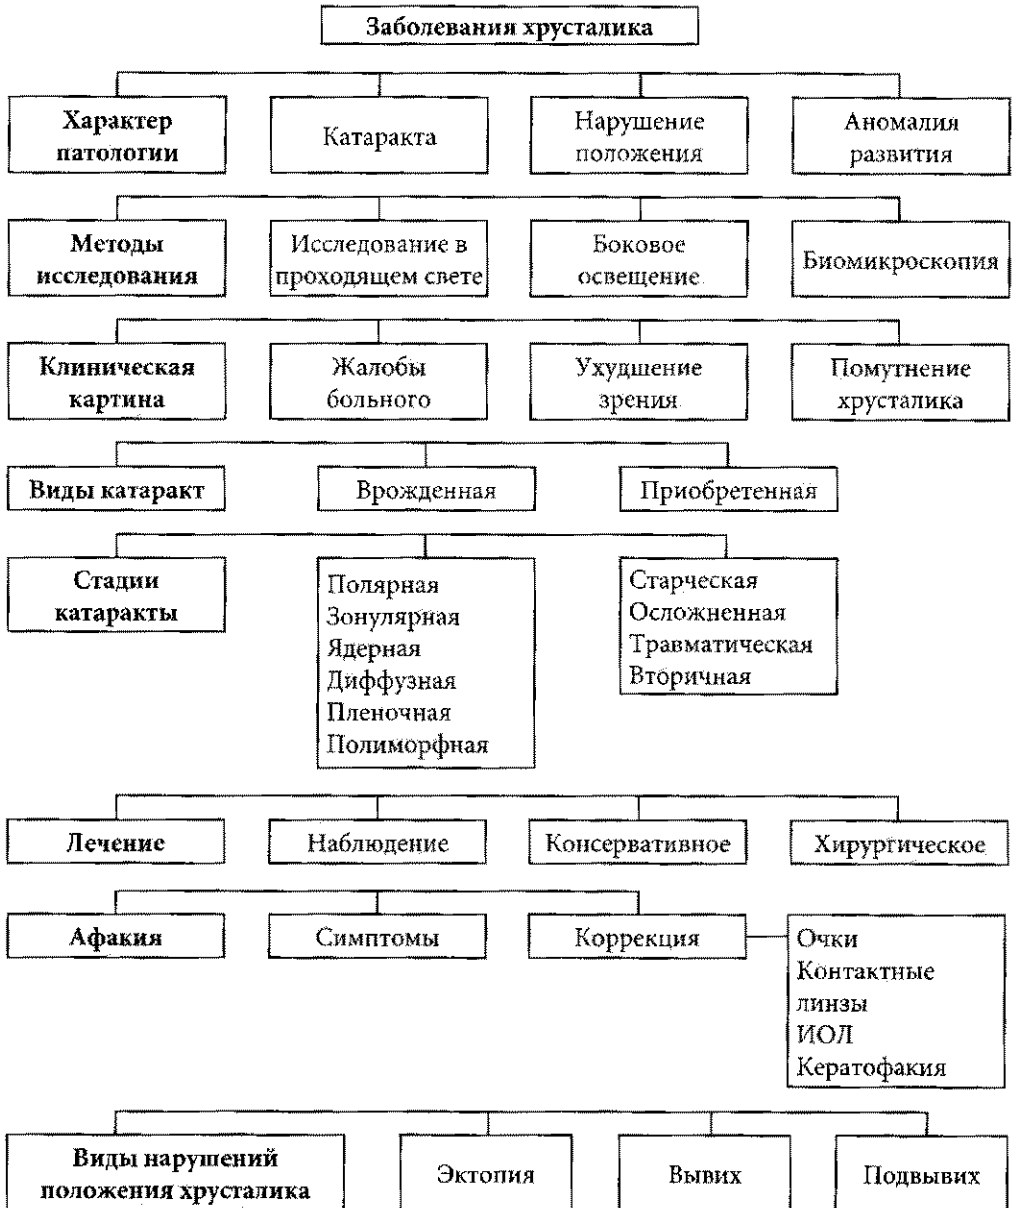 Заболевания хрусталика
Характер
патологии
Катаракта
Нарушение
положения
Аномалия
развития
Методы
исследования
Исследование в
проходящем свете
Боковое
освещение
Биомикроскопия
Клиническая
картина
Жалобы
больного
Ухудшение
зрения
Помутнение
хрусталика
Виды катаракт
Врожденная
Приобретенная
Стадии
катаракты
Полярная
Зонулярная
Ядерная
Диффузная
Пленочная
Полиморфная
Старческая
Осложненная
Травматическая
Вторичная
Лечение
Наблюдение
Консервативное
Хирургическое
Афакия
Симптомы
Коррекция
Очки
Контактные
линзы
ИОЛ
Кератофакия
Виды нарушений
положения хрусталика
Эктопия
Вывих
Подвывих